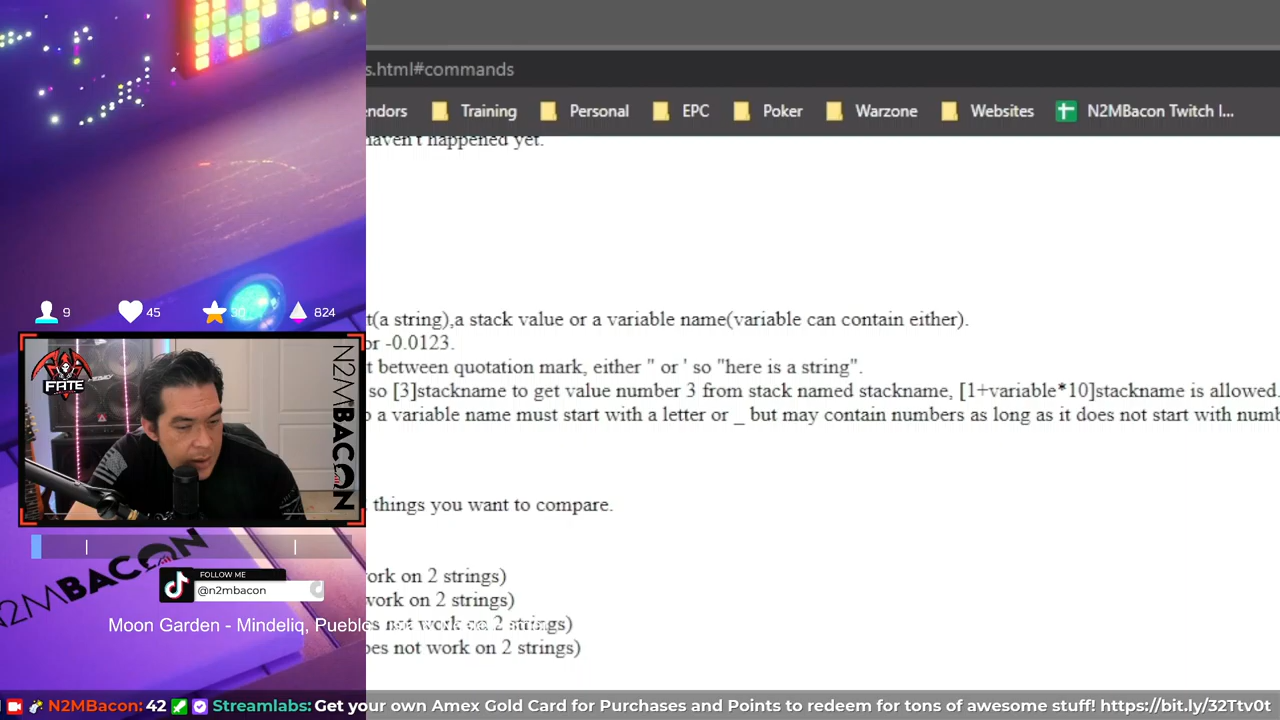 s.html#commands
endors Training Personal EPC Poker Warzone Websites N2MBacon Twitch I...
haven't happened yet.
9 45 824
t(a string),a stack value or a variable name(variable can contain either).
or -0.0123.
t between quotation mark, either " or ' so "here is a string".
so [3]stackname to get value number 3 from stack named stackname, [1+variable*10]stackname is allowed.
o a variable name must start with a letter or _ but may contain numbers as long as it does not start with numb
FATE
N2MBACON
things you want to compare.
N2MBACON
FOLLOW ME
@n2mbacon
ork on 2 strings)
work on 2 strings)
Moon Garden - Mindeliq, Pueblo
es not work on 2 strings)
oes not work on 2 strings)
N2MBacon: 42 Streamlabs: Get your own Amex Gold Card for Purchases and Points to redeem for tons of awesome stuff! https://bit.ly/32Ttv0t